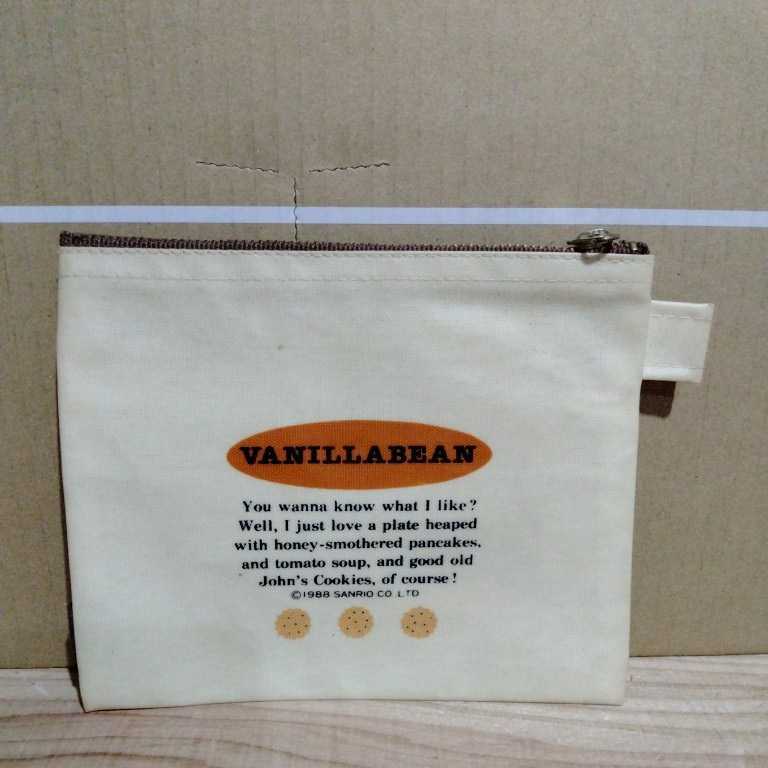 VANILLABEAN
You wanna know what I like?
Well, I just love a plate heaped
with honey-smothered pancakes,
and tomato soup, and good old
John's Cookies, of course!
©1988 SANRIO CO. LTD